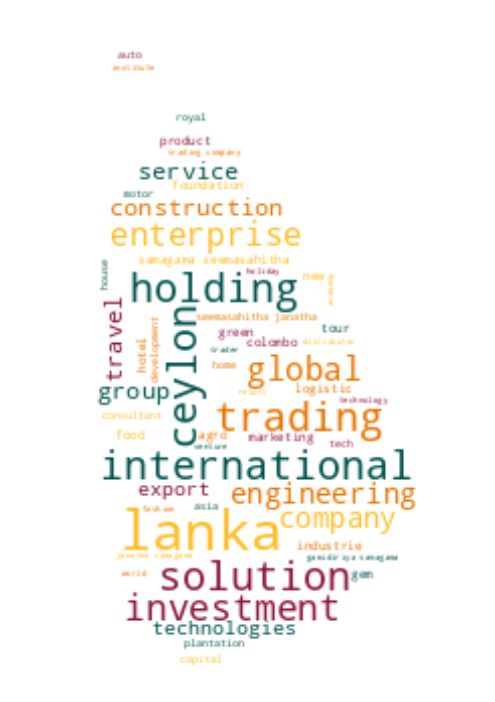 auto
institute
royal
product
trading company
service
foundation
motor
construction
enterprise
samagama seemasahitha
house
holiday
new
holding
academy
travel
ceylon
seemasahitha janatha
hotel
development
green
tour
colombo
distributor
trader
home
global
group
resort
logistic
technology
consultant
trading
food
agro
marketing
venture
tech
international
export
engineering
fashion
asia
lanka
company
industrie
janatha samagama
gamidiriya samagama
world
solution
gem
investment
technologies
plantation
capital